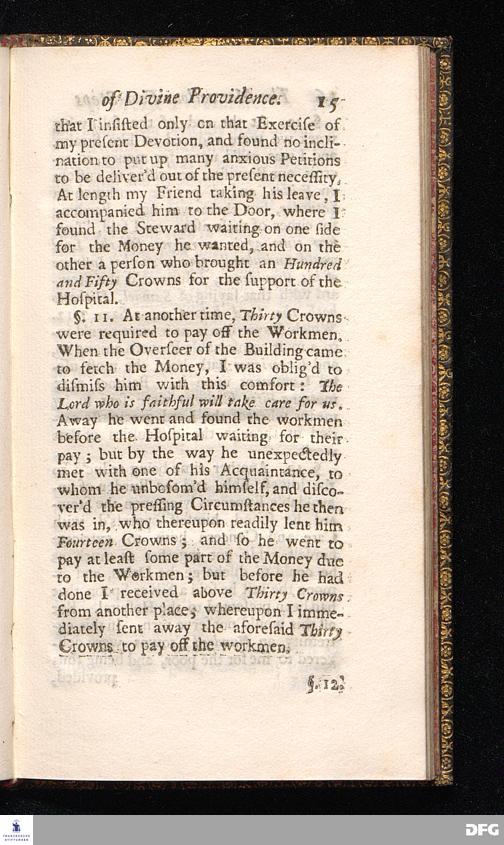 of Divine Providence. 15
that I insisted only on that Exercise of
my present Devotion, and found no incli-
nation to put up many anxious Petitions
to be deliver'd out of the present necessity.
At length my Friend taking his leave, I
accompanied him to the Door, where I
found the Steward waiting on one side
for the Money he wanted, and on the
other a person who brought an Hundred
and Fifty Crowns for the support of the
Hospital.
§. 11. At another time, Thirty Crowns
were required to pay off the Workmen.
When the Overseer of the Building came
to fetch the Money, I was oblig'd to
dismiss him with this comfort: The
Lord who is faithful will take care for us.
Away he went and found the workmen
before the Hospital waiting for their
pay; but by the way he unexpectedly
met with one of his Acquaintance, to
whom he unbosom'd himself, and disco-
ver'd the pressing Circumstances he then
was in, who thereupon readily lent him
Fourteen Crowns; and so he went to
pay at least some part of the Money due
to the Workmen; but before he had
done I received above Thirty Crowns
from another place; whereupon I imme-
diately sent away the aforesaid Thirty
Crowns to pay off the workmen.
§. 12.
FRANCKESCHE
STIFTUNGEN
DFG